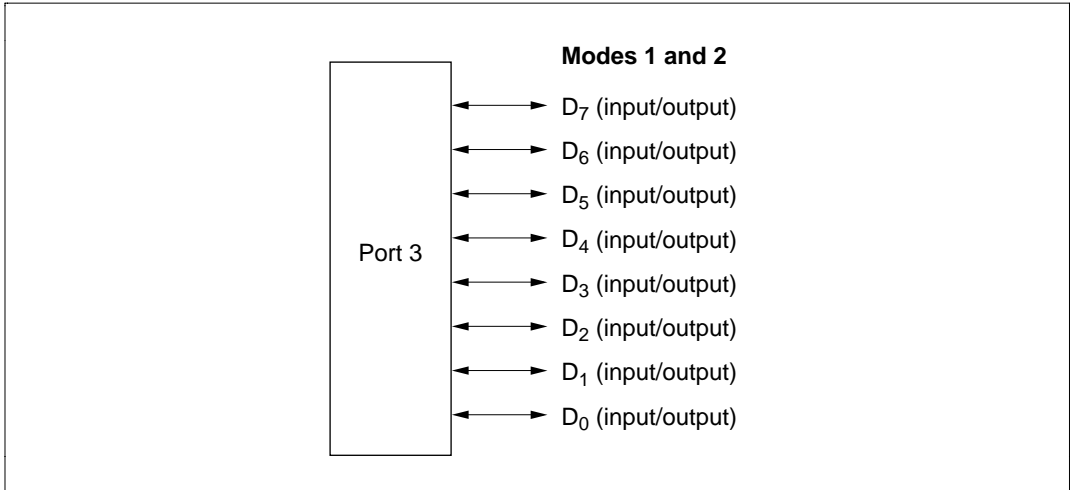 Modes 1 and 2
D7 (input/output)
D6 (input/output)
D5 (input/output)
D4 (input/output)
Port 3
D3 (input/output)
D2 (input/output)
D1 (input/output)
D0 (input/output)